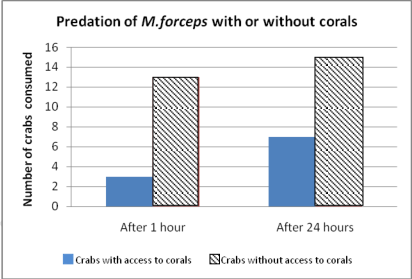 Predation of M.forceps with or without corals
Number of crabs consumed
16
14
12
10
8
6
4
2
0
After 1 hour After 24 hours
Crabs with access to corals Crabs without access to corals